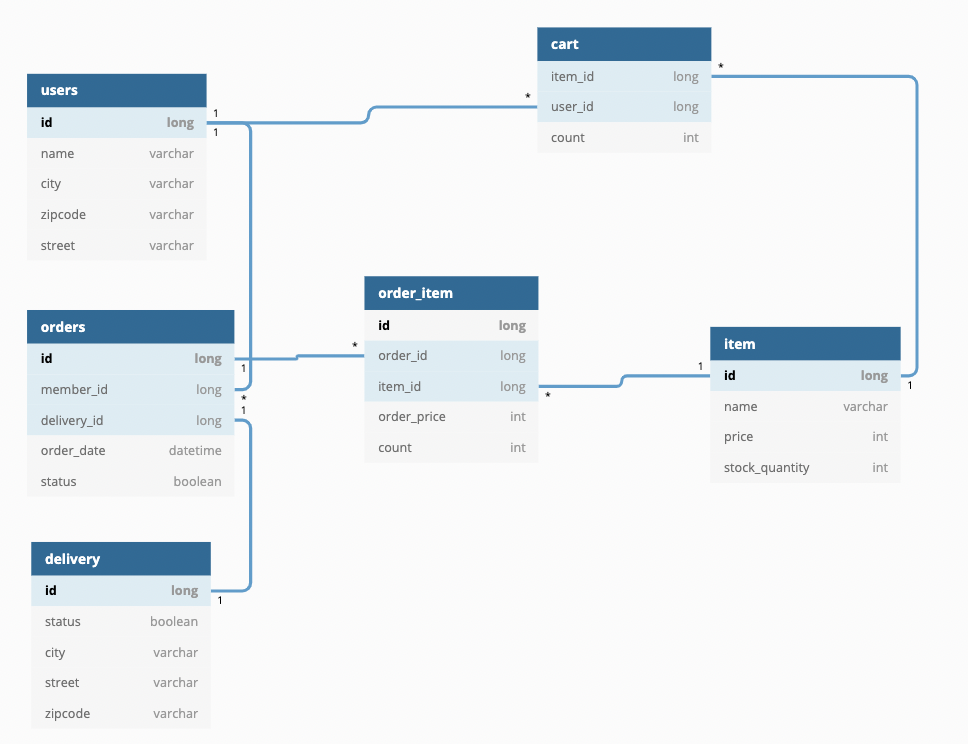 users
id long
name varchar
city varchar
zipcode varchar
street varchar
1
1
cart
item_id long
user_id long
count int
*
*
orders
id long
member_id long
delivery_id long
order_date datetime
status boolean
1
*
1
order_item
id long
order_id long
item_id long
order_price int
count int
*
*
item
id long
name varchar
price int
stock_quantity int
1
1
delivery
id long
status boolean
city varchar
street varchar
zipcode varchar
1